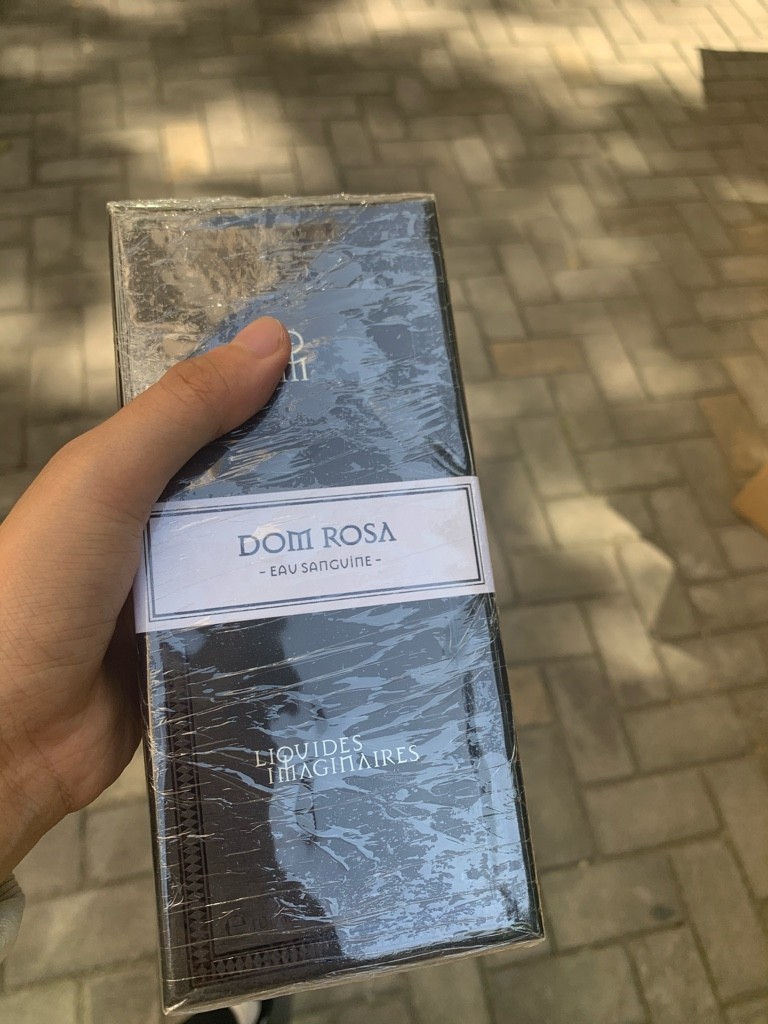 DOM ROSA
- EAU SANGUINE -
LIQUIDES
IMAGINAIRES